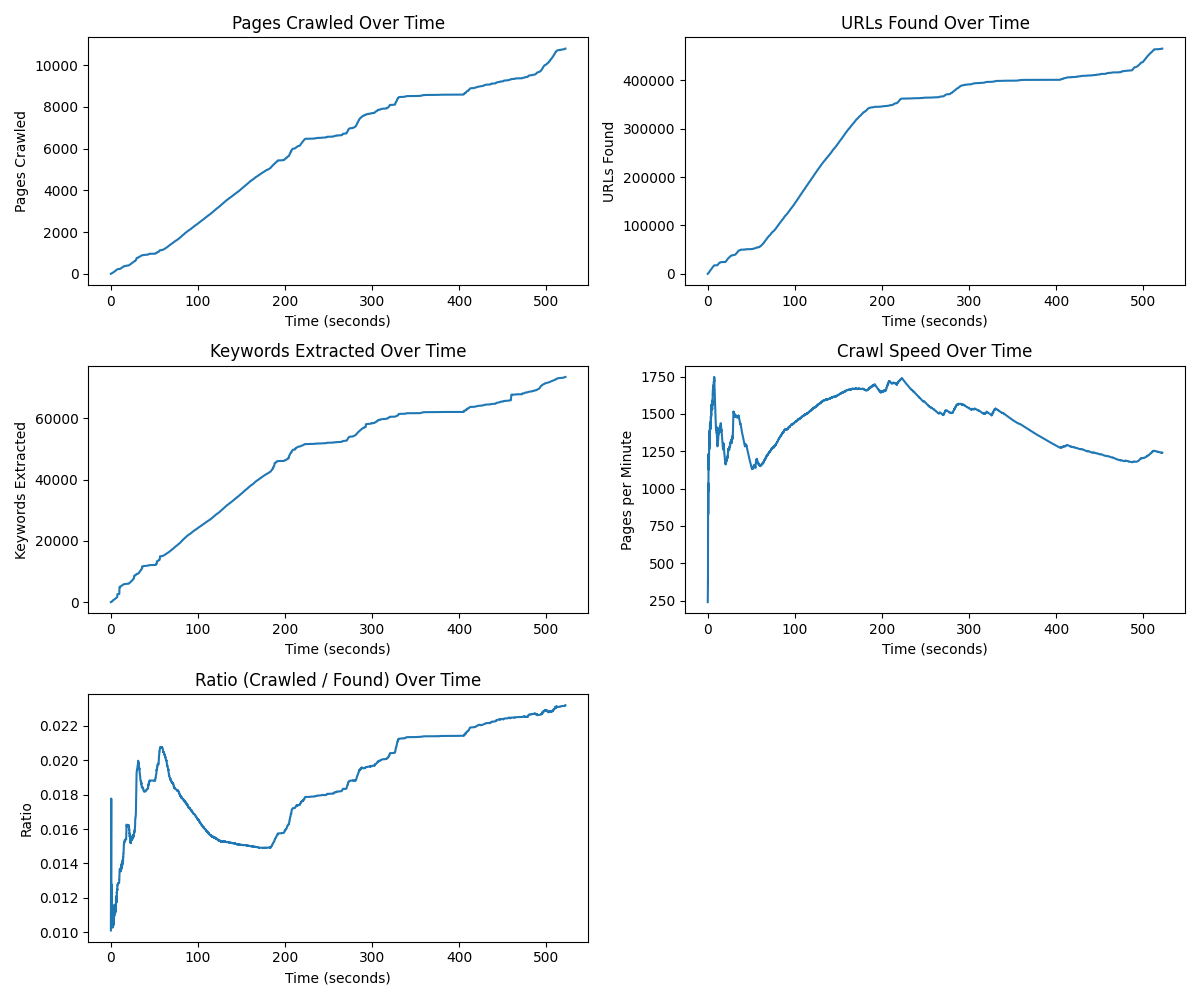 Pages Crawled Over Time
Pages Crawled
10000
8000
6000
4000
2000
0
0 100 200 300 400 500
Time (seconds)
URLs Found Over Time
URLs Found
400000
300000
200000
100000
0
0 100 200 300 400 500
Time (seconds)
Keywords Extracted Over Time
Keywords Extracted
60000
40000
20000
0
0 100 200 300 400 500
Time (seconds)
Crawl Speed Over Time
Pages per Minute
1750
1500
1250
1000
750
500
250
0 100 200 300 400 500
Time (seconds)
Ratio (Crawled / Found) Over Time
Ratio
0.022
0.020
0.018
0.016
0.014
0.012
0.010
0 100 200 300 400 500
Time (seconds)